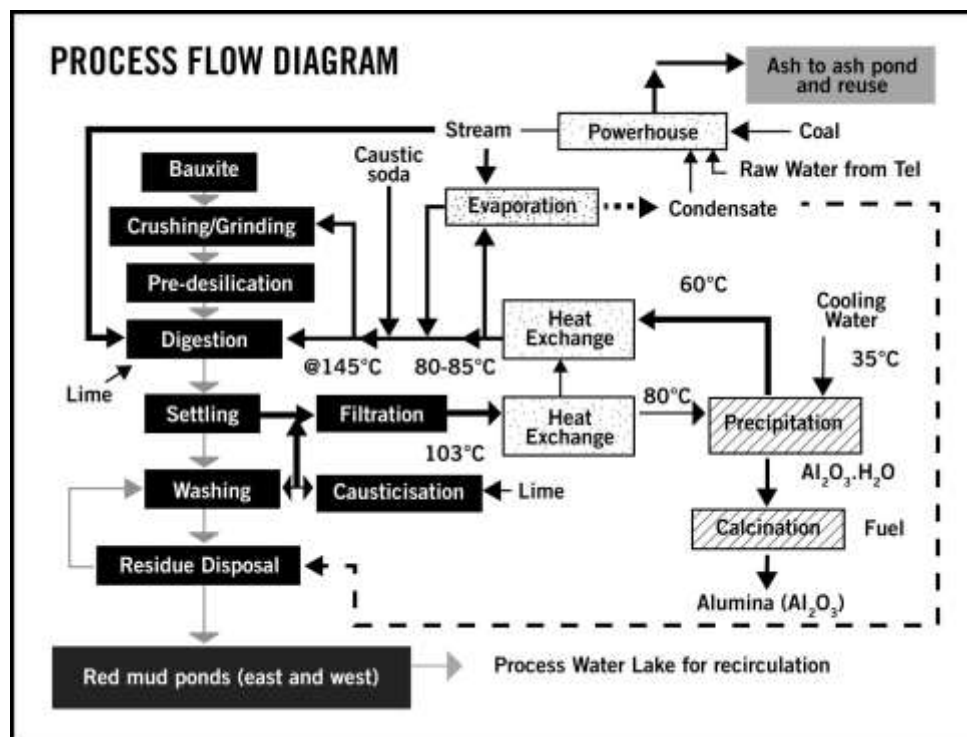 PROCESS FLOW DIAGRAM
Ash to ash pond
and reuse
Stream
Powerhouse
Coal
Caustic
soda
Raw Water from Tel
Bauxite
Evaporation
Condensate
Crushing/Grinding
Pre-desilication
60°C
Cooling
Water
Heat
Exchange
Digestion
35°C
@145°C
80-85°C
Lime
80°C
Settling
Filtration
Heat
Exchange
Precipitation
103°C
Al₂O₃.H₂O
Washing
Causticisation
Lime
Calcination
Fuel
Residue Disposal
Alumina (Al₂O₃)
Red mud ponds (east and west)
Process Water Lake for recirculation